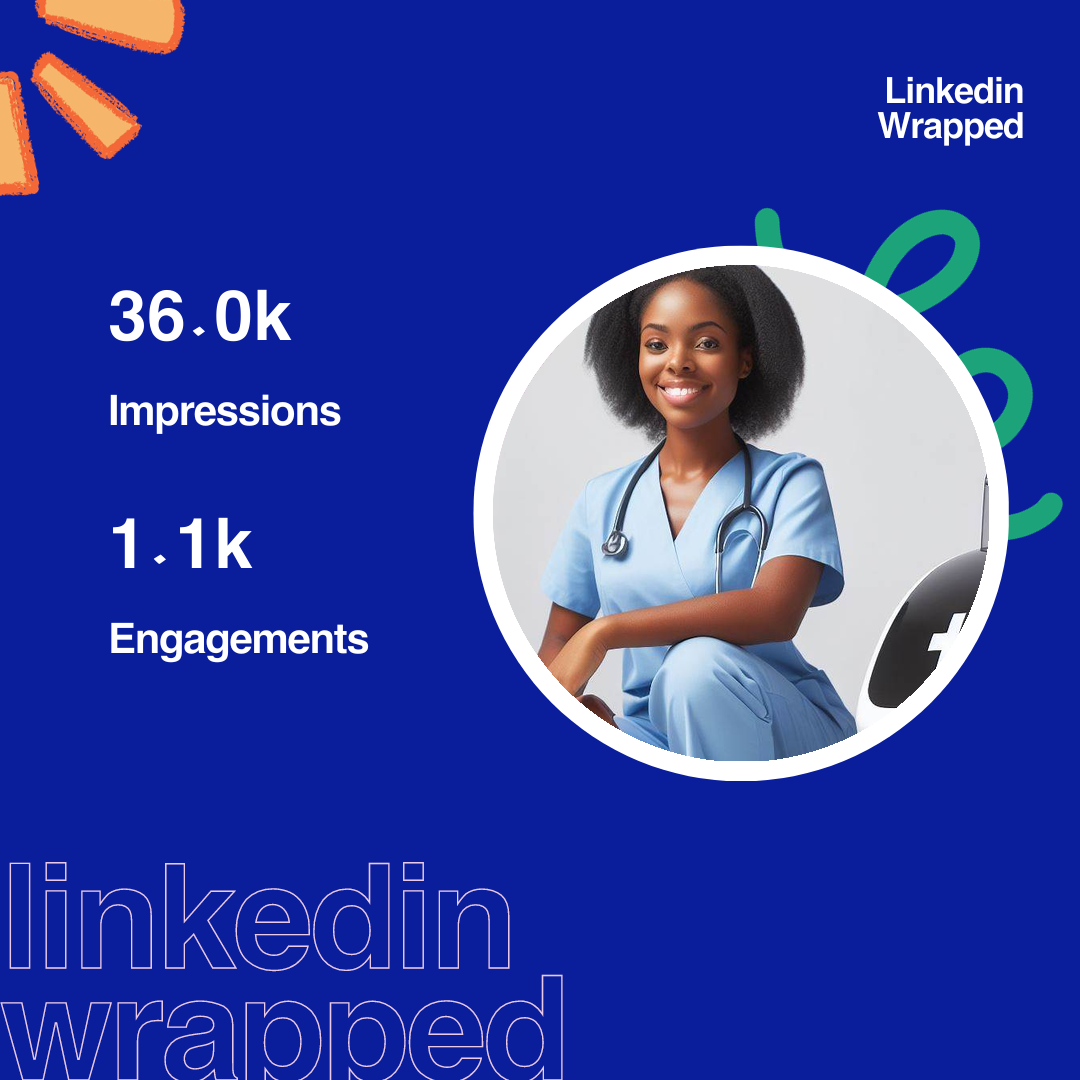 Linkedin
Wrapped
36.0k
Impressions
1.1k
Engagements
linkedin
wrapped